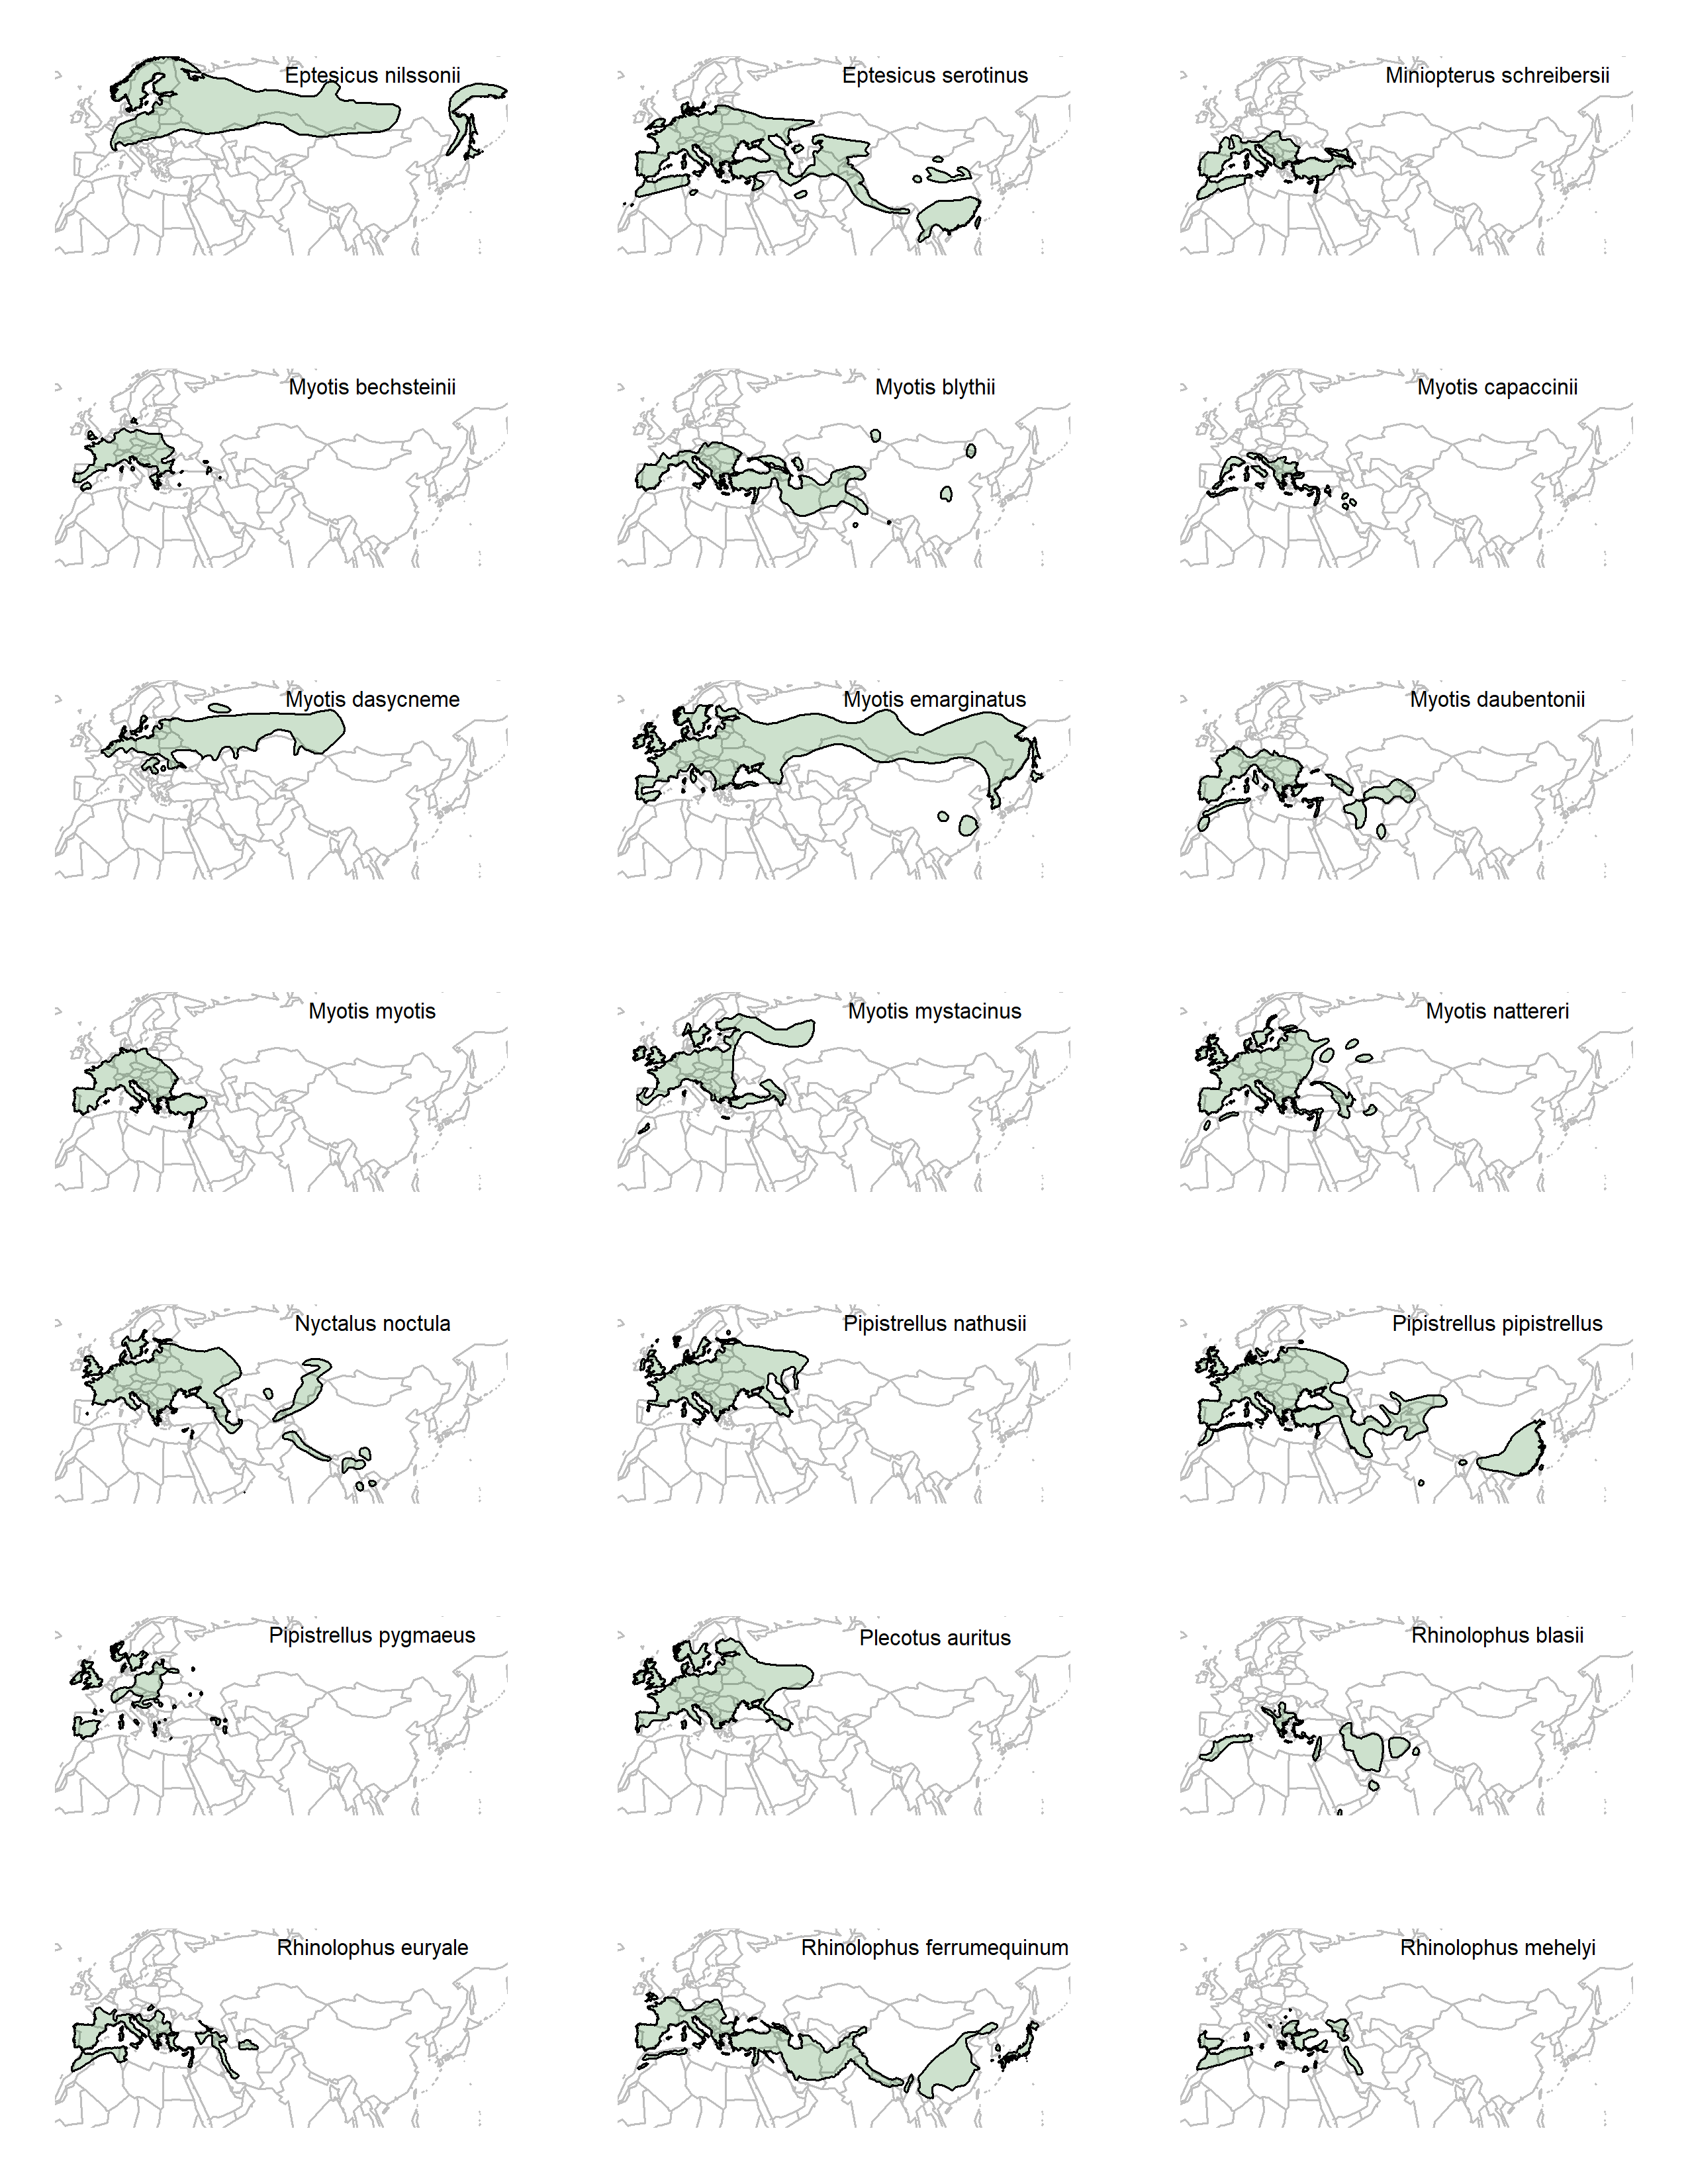 Eptesicus nilssonii
Eptesicus serotinus
Miniopterus schreibersii
Myotis bechsteinii
Myotis blythii
Myotis capaccinii
Myotis dasycneme
Myotis emarginatus
Myotis daubentonii
Myotis myotis
Myotis mystacinus
Myotis nattereri
Nyctalus noctula
Pipistrellus nathusii
Pipistrellus pipistrellus
Pipistrellus pygmaeus
Plecotus auritus
Rhinolophus blasii
Rhinolophus euryale
Rhinolophus ferrumequinum
Rhinolophus mehelyi